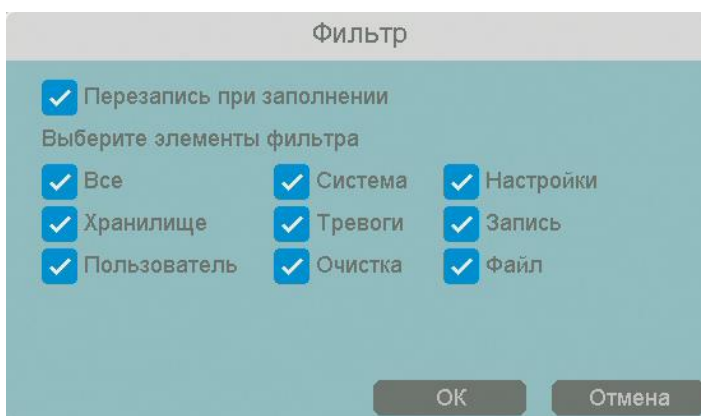 Фильтр
Перезапись при заполнении
Выберите элементы фильтра
Все Система Настройки
Хранилище Тревоги Запись
Пользователь Очистка Файл
ОК Отмена